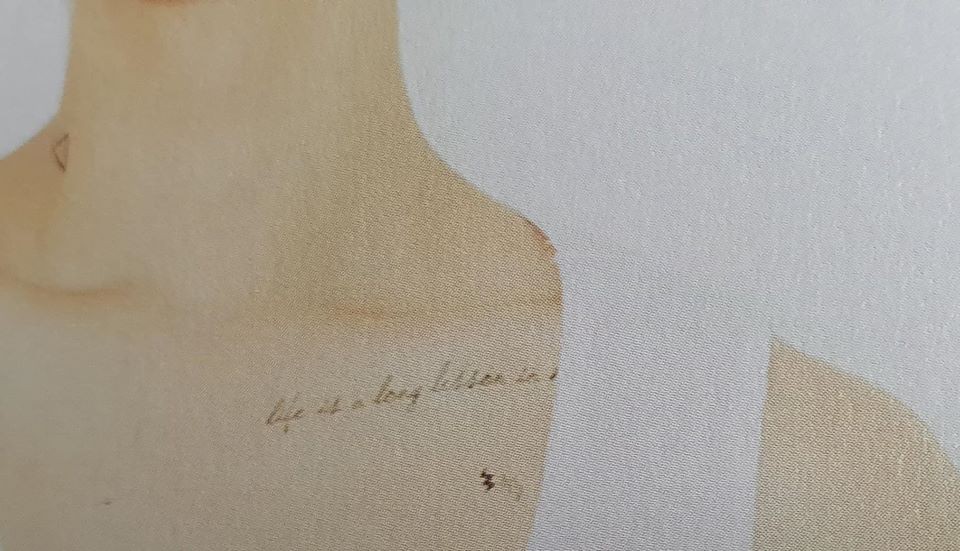 life is a long lesson in